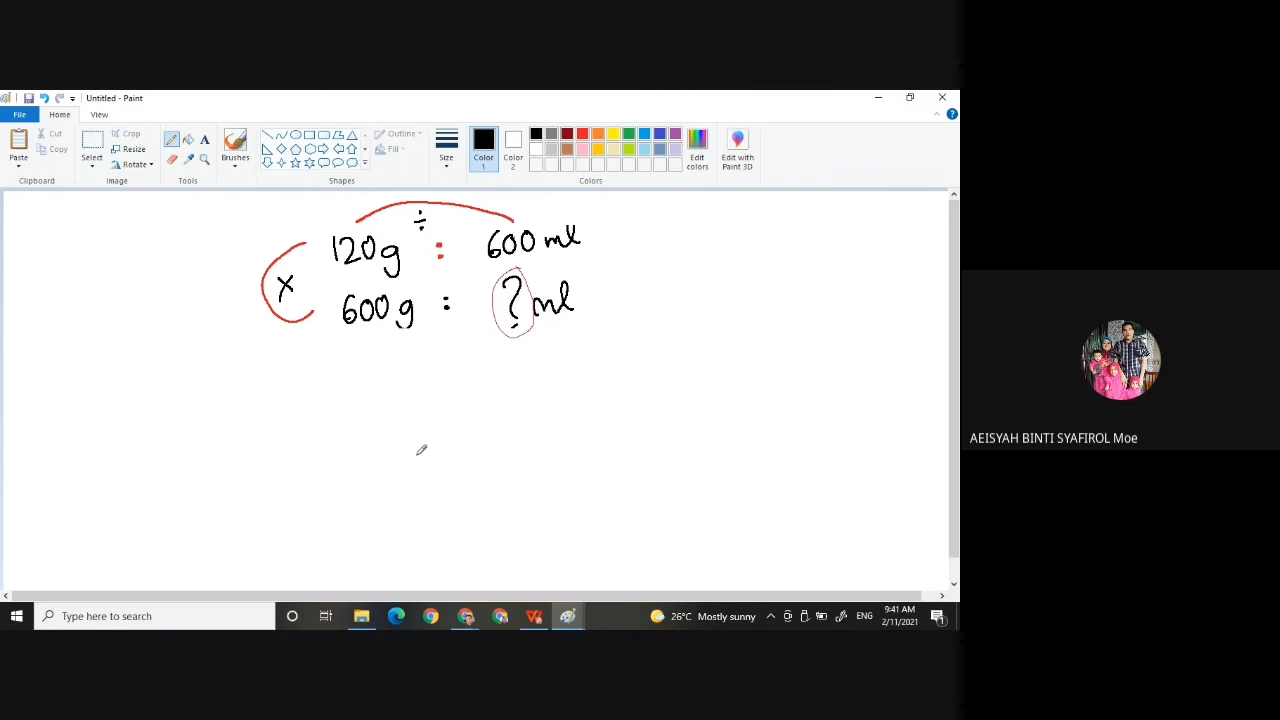 Untitled - Paint
File Home View
Cut
Copy
Paste
Clipboard
Crop
Resize
Rotate
Select
Image
Tools
Brushes
Outline
Fill
Shapes
Size
Color 1
Color 2
Edit colors
Colors
Edit with Paint 3D
÷
120g : 600 ml
x
600g : ? ml
AEISYAH BINTI SYAFIROL Moe
Type here to search
26°C Mostly sunny
ENG
9:41 AM
2/11/2021
1